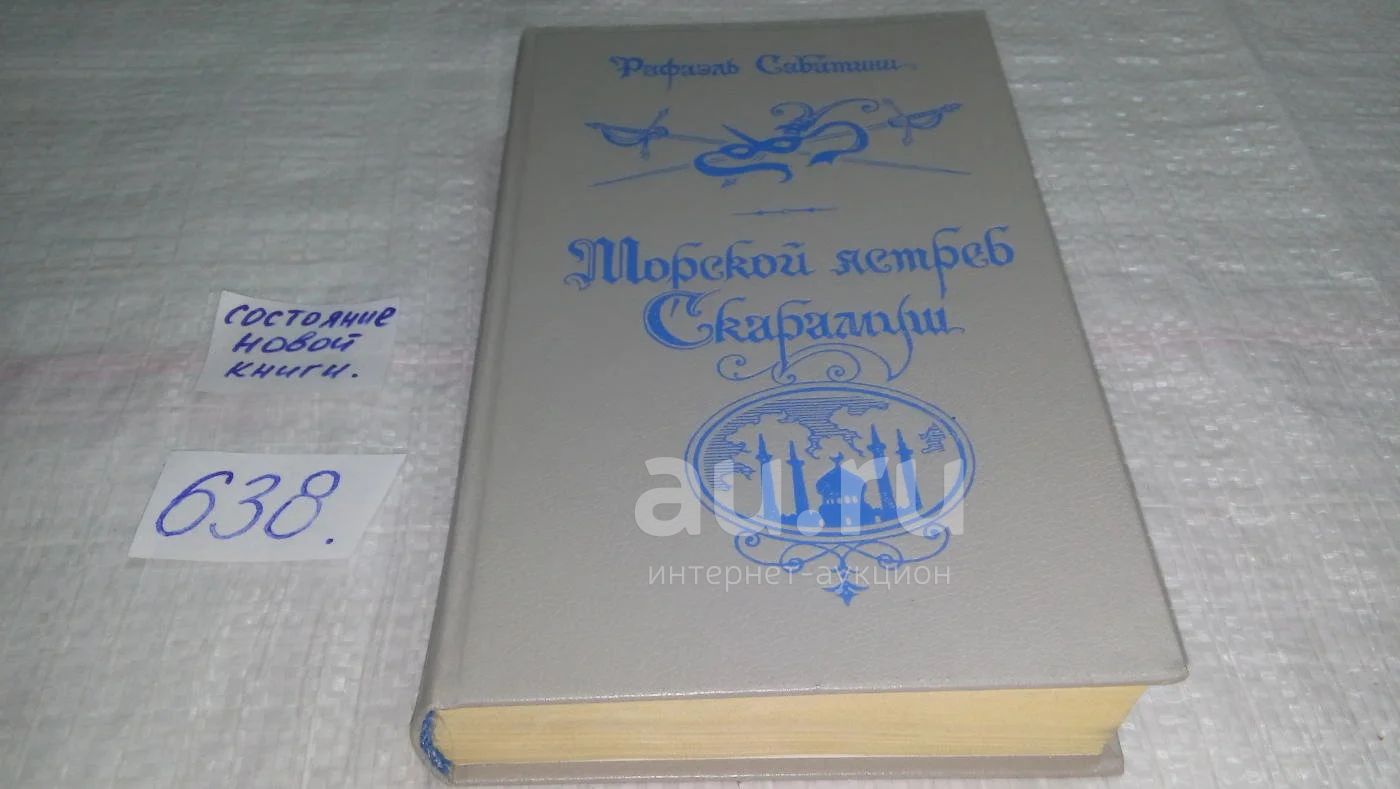 Рафаэль Сабатини
Морской ястреб
Скарамуш
состояние
новой
книги.
638.
au.ru
интернет-аукцион